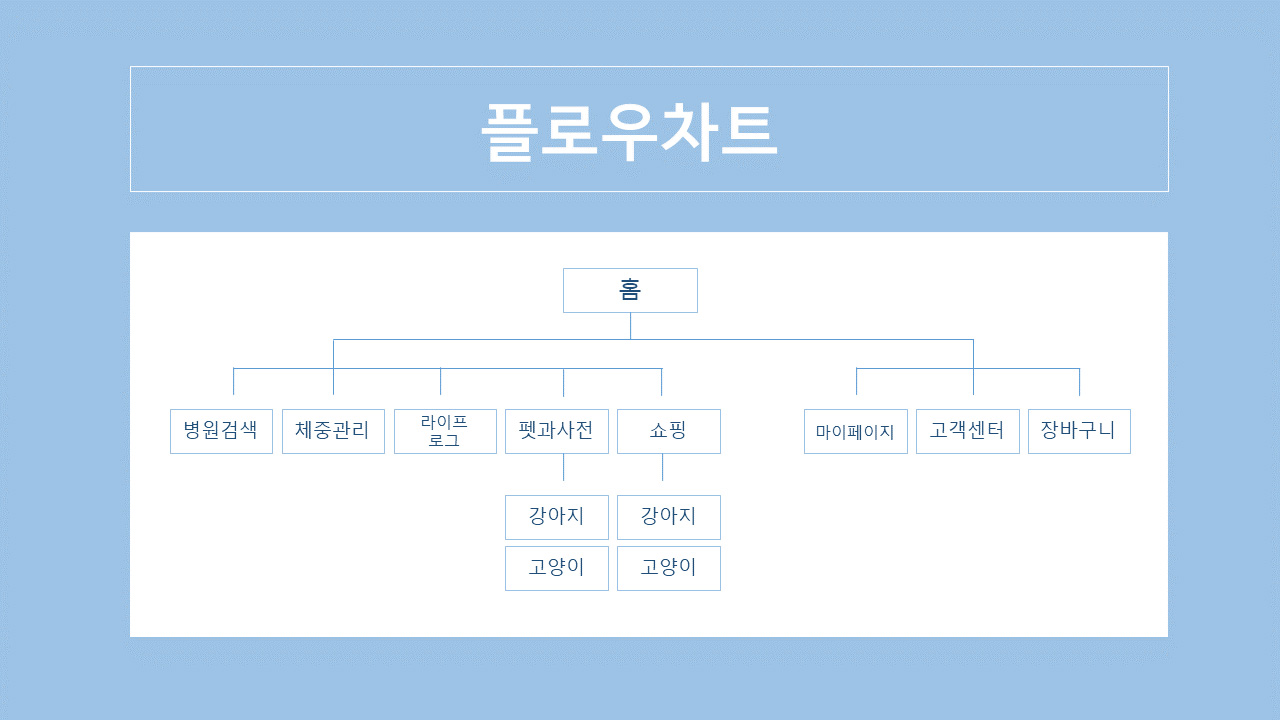 플로우차트
홈
병원검색
체중관리
라이프
로그
펫과사전
쇼핑
마이페이지
고객센터
장바구니
강아지
강아지
고양이
고양이